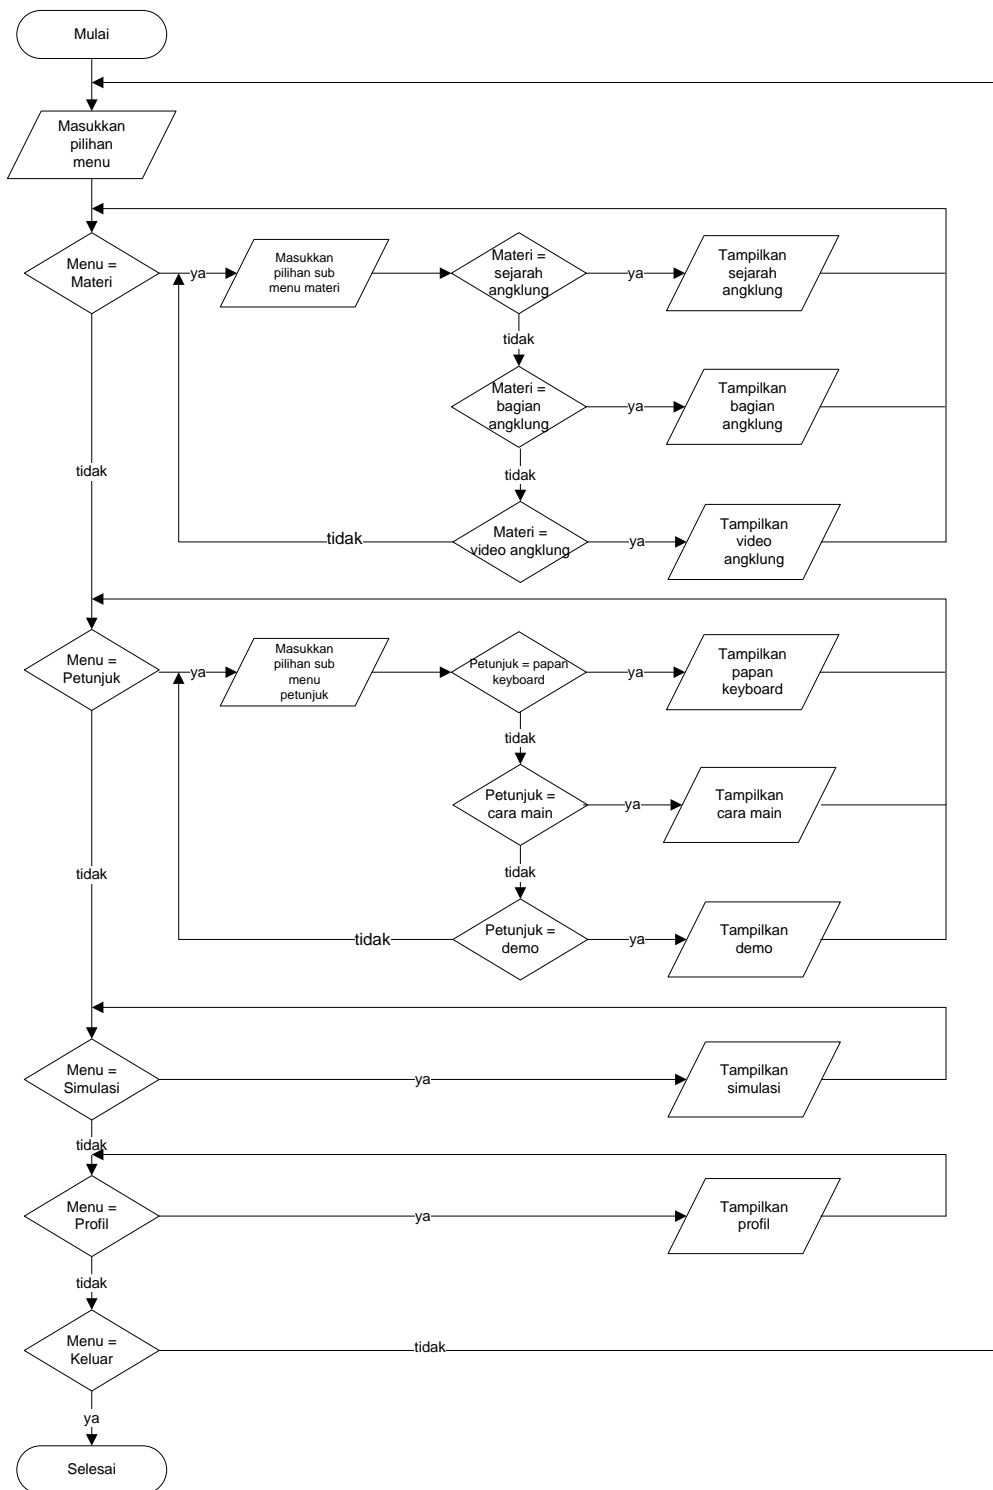 Mulai
Masukkan
pilihan
menu
Menu =
Materi
ya
Masukkan
pilihan sub
menu materi
Materi =
sejarah
angklung
ya
Tampilkan
sejarah
angklung
tidak
Materi =
bagian
angklung
ya
Tampilkan
bagian
angklung
tidak
tidak
Materi =
video angklung
ya
Tampilkan
video
angklung
tidak
Menu =
Petunjuk
ya
Masukkan
pilihan sub
menu
petunjuk
Petunjuk = papan
keyboard
ya
Tampilkan
papan
keyboard
tidak
Petunjuk =
cara main
ya
Tampilkan
cara main
tidak
tidak
Petunjuk =
demo
ya
Tampilkan
demo
tidak
Menu =
Simulasi
ya
Tampilkan
simulasi
tidak
Menu =
Profil
ya
Tampilkan
profil
tidak
Menu =
Keluar
tidak
ya
Selesai